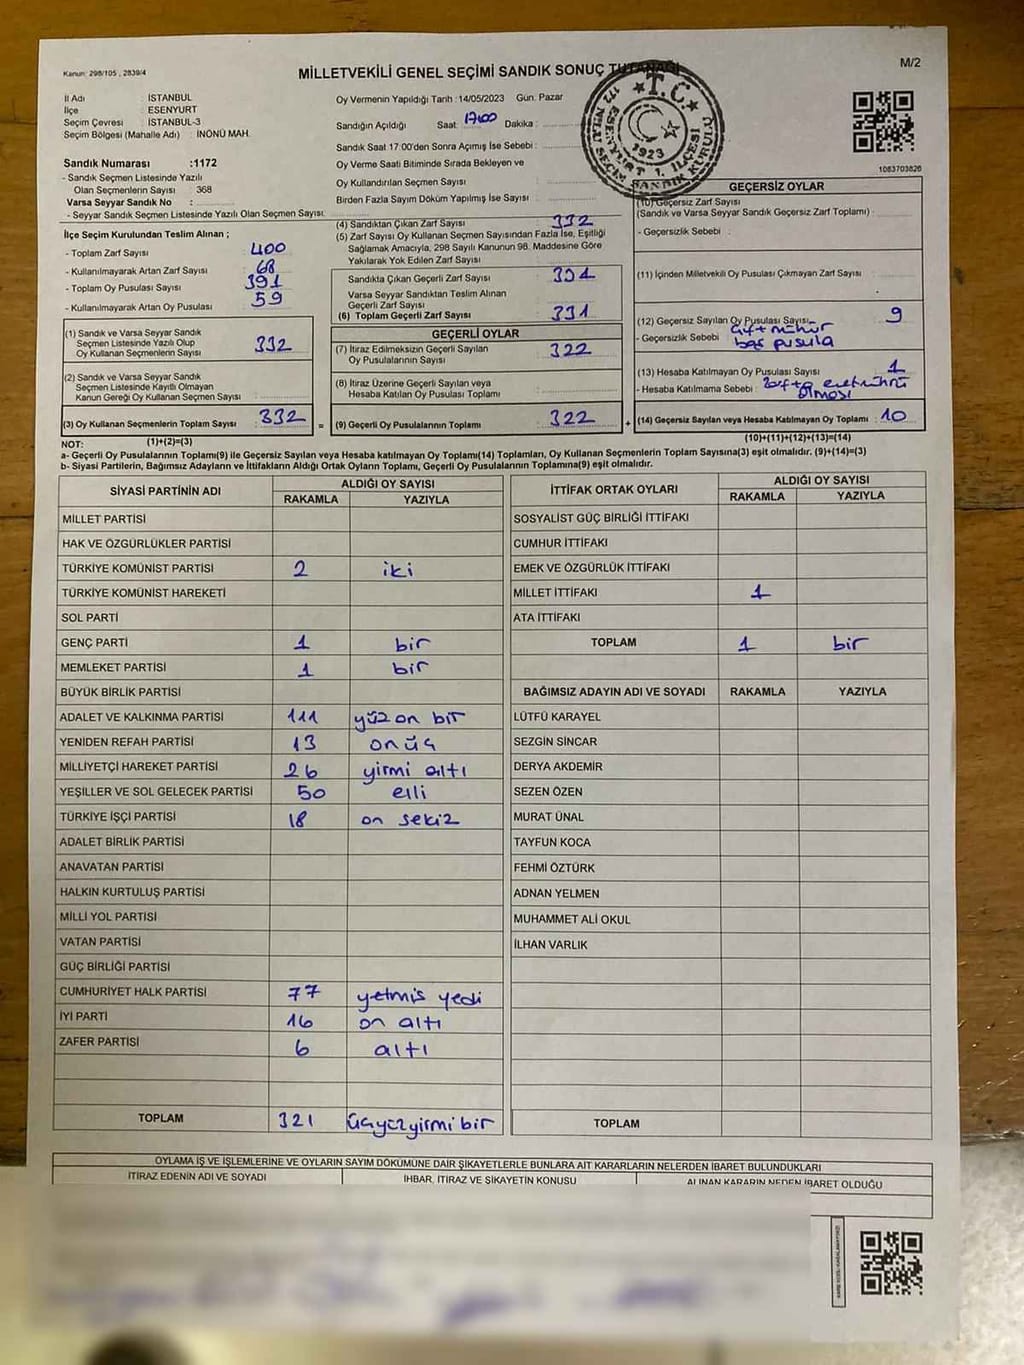 Kanun: 298/105 , 2839/4
MİLLETVEKİLİ GENEL SEÇİMİ SANDIK SONUÇ TUTANAĞI
M/2
İl Adı : İSTANBUL
İlçe : ESENYURT
Seçim Çevresi : İSTANBUL-3
Seçim Bölgesi (Mahalle Adı) : İNÖNÜ MAH.
Oy Vermenin Yapıldığı Tarih :14/05/2023 Gün. Pazar
Sandığın Açıldığı Saat: 17:00 Dakika :
Sandık Saat 17:00'den Sonra Açımış İse Sebebi :
Oy Verme Saati Bitiminde Sırada Bekleyen ve
Oy Kullandırılan Seçmen Sayısı
Birden Fazla Sayım Döküm Yapılmış İse Sayısı
T.C.
1923
ESENYURT 1. İLÇESİ
SANDIK KURULU
1083703826
Sandık Numarası :1172
- Sandık Seçmen Listesinde Yazılı
Olan Seçmenlerin Sayısı : 368
Varsa Seyyar Sandık No :
- Seyyar Sandık Seçmen Listesinde Yazılı Olan Seçmen Sayısı.
İlçe Seçim Kurulundan Teslim Alınan ;
- Toplam Zarf Sayısı 400
- Kullanılmayarak Artan Zarf Sayısı 68
- Toplam Oy Pusulası Sayısı 391
- Kullanılmayarak Artan Oy Pusulası 59
(1) Sandık ve Varsa Seyyar Sandık
Seçmen Listesinde Yazılı Olup
Oy Kullanan Seçmenlerin Sayısı 332
(2) Sandık ve Varsa Seyyar Sandık
Seçmen Listesinde Kayıtlı Olmayan
Kanun Gereği Oy Kullanan Seçmen Sayısı
(3) Oy Kullanan Seçmenlerin Toplam Sayısı 332
(4) Sandıktan Çıkan Zarf Sayısı 332
(5) Zarf Sayısı Oy Kullanan Seçmen Sayısından Fazla İse, Eşitliği
Sağlamak Amacıyla, 298 Sayılı Kanunun 98. Maddesine Göre
Yakılarak Yok Edilen Zarf Sayısı
Sandıkta Çıkan Geçerli Zarf Sayısı 331
Varsa Seyyar Sandıktan Teslim Alınan
Geçerli Zarf Sayısı
(6) Toplam Geçerli Zarf Sayısı 331
GEÇERLİ OYLAR
(7) İtiraz Edilmeksizin Geçerli Sayılan
Oy Pusulalarının Sayısı 322
(8) İtiraz Üzerine Geçerli Sayılan veya
Hesaba Katılan Oy Pusulası Toplamı
= (9) Geçerli Oy Pusulalarının Toplamı 322
GEÇERSİZ OYLAR
(10) Geçersiz Zarf Sayısı
(Sandık ve Varsa Seyyar Sandık Geçersiz Zarf Toplamı) :
- Geçersizlik Sebebi :
(11) İçinden Milletvekili Oy Pusulası Çıkmayan Zarf Sayısı
(12) Geçersiz Sayılan Oy Pusulası Sayısı 9
- Geçersizlik Sebebi çift mühür
boş pusula
(13) Hesaba Katılmayan Oy Pusulası Sayısı 1
- Hesaba Katılmama Sebebi :
olması
+ (14) Geçersiz Sayılan veya Hesaba Katılmayan Oy Toplamı 10
NOT: (1)+(2)=(3)
(10)+(11)+(12)+(13)=(14)
a- Geçerli Oy Pusulalarının Toplam(9) ile Geçersiz Sayılan veya Hesaba katılmayan Oy Toplamı(14) Toplamları, Oy Kullanan Seçmenlerin Toplam Sayısına(3) eşit olmalıdır. (9)+(14)=(3)
b- Siyasi Partilerin, Bağımsız Adayların ve İttifakların Aldığı Ortak Oyların Toplamı, Geçerli Oy Pusulalarının Toplamına(9) eşit olmalıdır.
SİYASİ PARTİNİN ADI ALDIĞI OY SAYISI
RAKAMLA YAZIYLA
MİLLET PARTİSİ
HAK VE ÖZGÜRLÜKLER PARTİSİ
TÜRKİYE KOMÜNİST PARTİSİ 2 iki
TÜRKİYE KOMÜNİST HAREKETİ
SOL PARTİ
GENÇ PARTİ 1 bir
MEMLEKET PARTİSİ 1 bir
BÜYÜK BİRLİK PARTİSİ
ADALET VE KALKINMA PARTİSİ 111 yüz on bir
YENİDEN REFAH PARTİSİ 13 onüç
MİLLİYETÇİ HAREKET PARTİSİ 26 yirmi altı
YEŞİLLER VE SOL GELECEK PARTİSİ 50 elli
TÜRKİYE İŞÇİ PARTİSİ 18 on sekiz
ADALET BİRLİK PARTİSİ
ANAVATAN PARTİSİ
HALKIN KURTULUŞ PARTİSİ
MİLLİ YOL PARTİSİ
VATAN PARTİSİ
GÜÇ BİRLİĞİ PARTİSİ
CUMHURİYET HALK PARTİSİ 77 yetmiş yedi
İYİ PARTİ 16 on altı
ZAFER PARTİSİ 6 altı
TOPLAM 321 üçyüzyirmi bir
İTTİFAK ORTAK OYLARI ALDIĞI OY SAYISI
RAKAMLA YAZIYLA
SOSYALİST GÜÇ BİRLİĞİ İTTİFAKI
CUMHUR İTTİFAKI
EMEK VE ÖZGÜRLÜK İTTİFAKI
MİLLET İTTİFAKI 1
ATA İTTİFAKI
TOPLAM 1 bir
BAĞIMSIZ ADAYIN ADI VE SOYADI RAKAMLA YAZIYLA
LÜTFÜ KARAYEL
SEZGİN SİNCAR
DERYA AKDEMİR
SEZEN ÖZEN
MURAT ÜNAL
TAYFUN KOCA
FEHMİ ÖZTÜRK
ADNAN YELMEN
MUHAMMET ALİ OKUL
İLHAN VARLIK
TOPLAM
OYLAMA İŞ VE İŞLEMLERİNE VE OYLARIN SAYIM DÖKÜMÜNE DAİR ŞİKAYETLERLE BUNLARA AİT KARARLARIN NELERDEN İBARET BULUNDUKLARI
İTİRAZ EDENİN ADI VE SOYADI İHBAR, İTİRAZ VE ŞİKAYETİN KONUSU ALINAN KARARIN NEDEN İBARET OLDUĞU